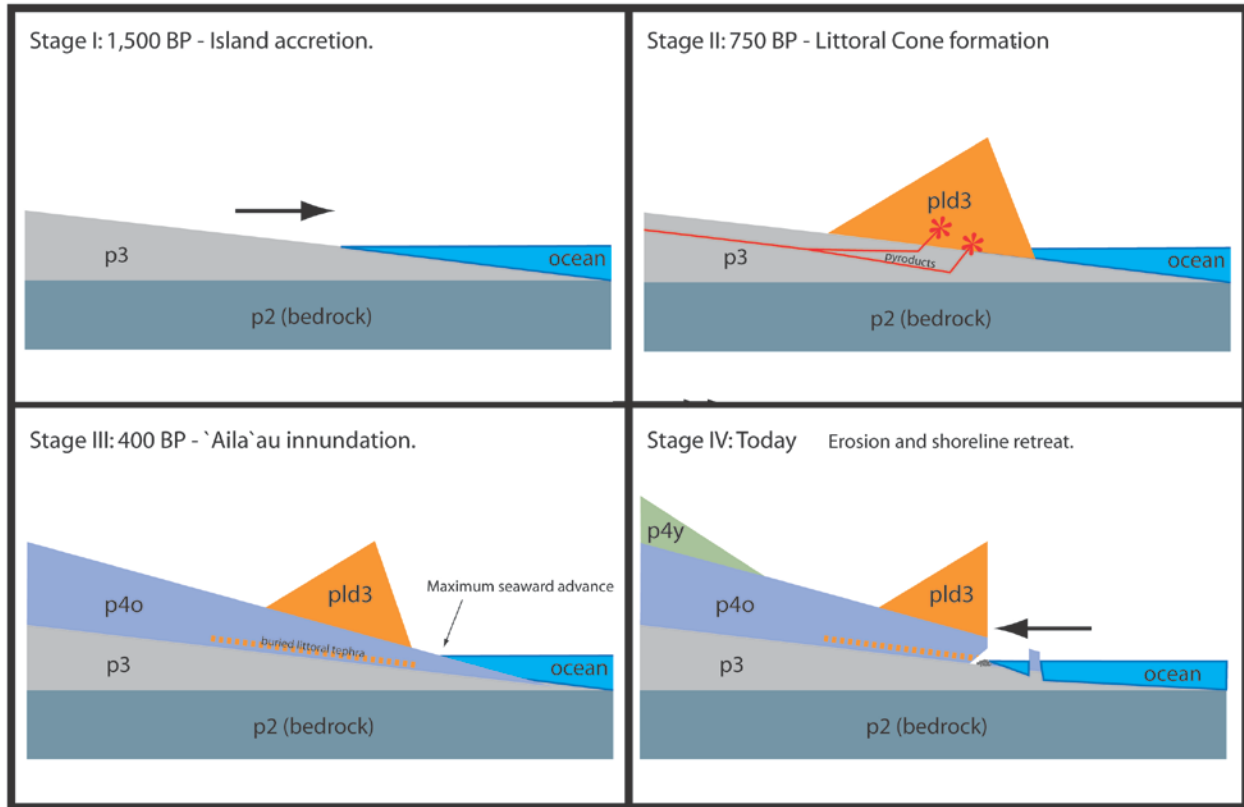 Stage I: 1,500 BP - Island accretion.
p3
ocean
p2 (bedrock)
Stage II: 750 BP - Littoral Cone formation
pld3
p3
pyroducts
ocean
p2 (bedrock)
Stage III: 400 BP - `Aila`au innundation.
Maximum seaward advance
pld3
p4o
buried littoral tephra
p3
ocean
p2 (bedrock)
Stage IV: Today Erosion and shoreline retreat.
p4y
p4o
pld3
p3
ocean
p2 (bedrock)